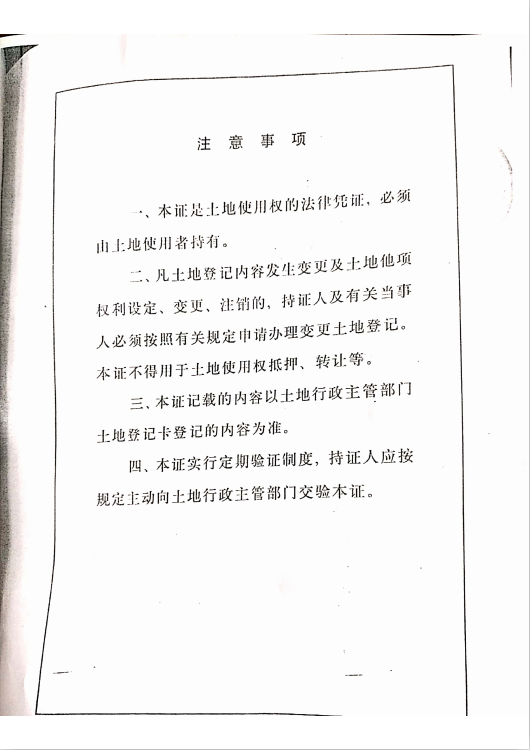 注意事项
一、本证是土地使用权的法律凭证，必须
由土地使用者持有。
二、凡土地登记内容发生变更及土地他项
权利设定、变更、注销的，持证人及有关当事
人必须按照有关规定申请办理变更土地登记。
本证不得用于土地使用权抵押、转让等。
三、本证记载的内容以土地行政主管部门
土地登记卡登记的内容为准。
四、本证实行定期验证制度，持证人应按
规定主动向土地行政主管部门交验本证。